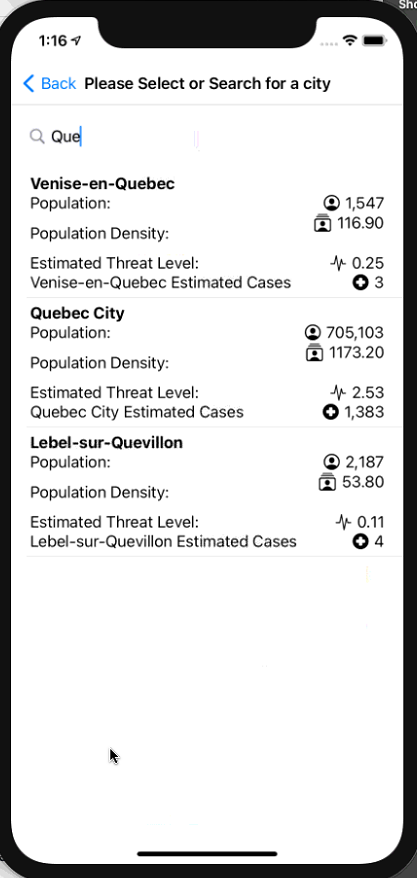 Sho
1:16
Back Please Select or Search for a city
Que
Venise-en-Quebec
Population: 1,547
Population Density: 116.90
Estimated Threat Level: 0.25
Venise-en-Quebec Estimated Cases 3
Quebec City
Population: 705,103
Population Density: 1173.20
Estimated Threat Level: 2.53
Quebec City Estimated Cases 1,383
Lebel-sur-Quevillon
Population: 2,187
Population Density: 53.80
Estimated Threat Level: 0.11
Lebel-sur-Quevillon Estimated Cases 4